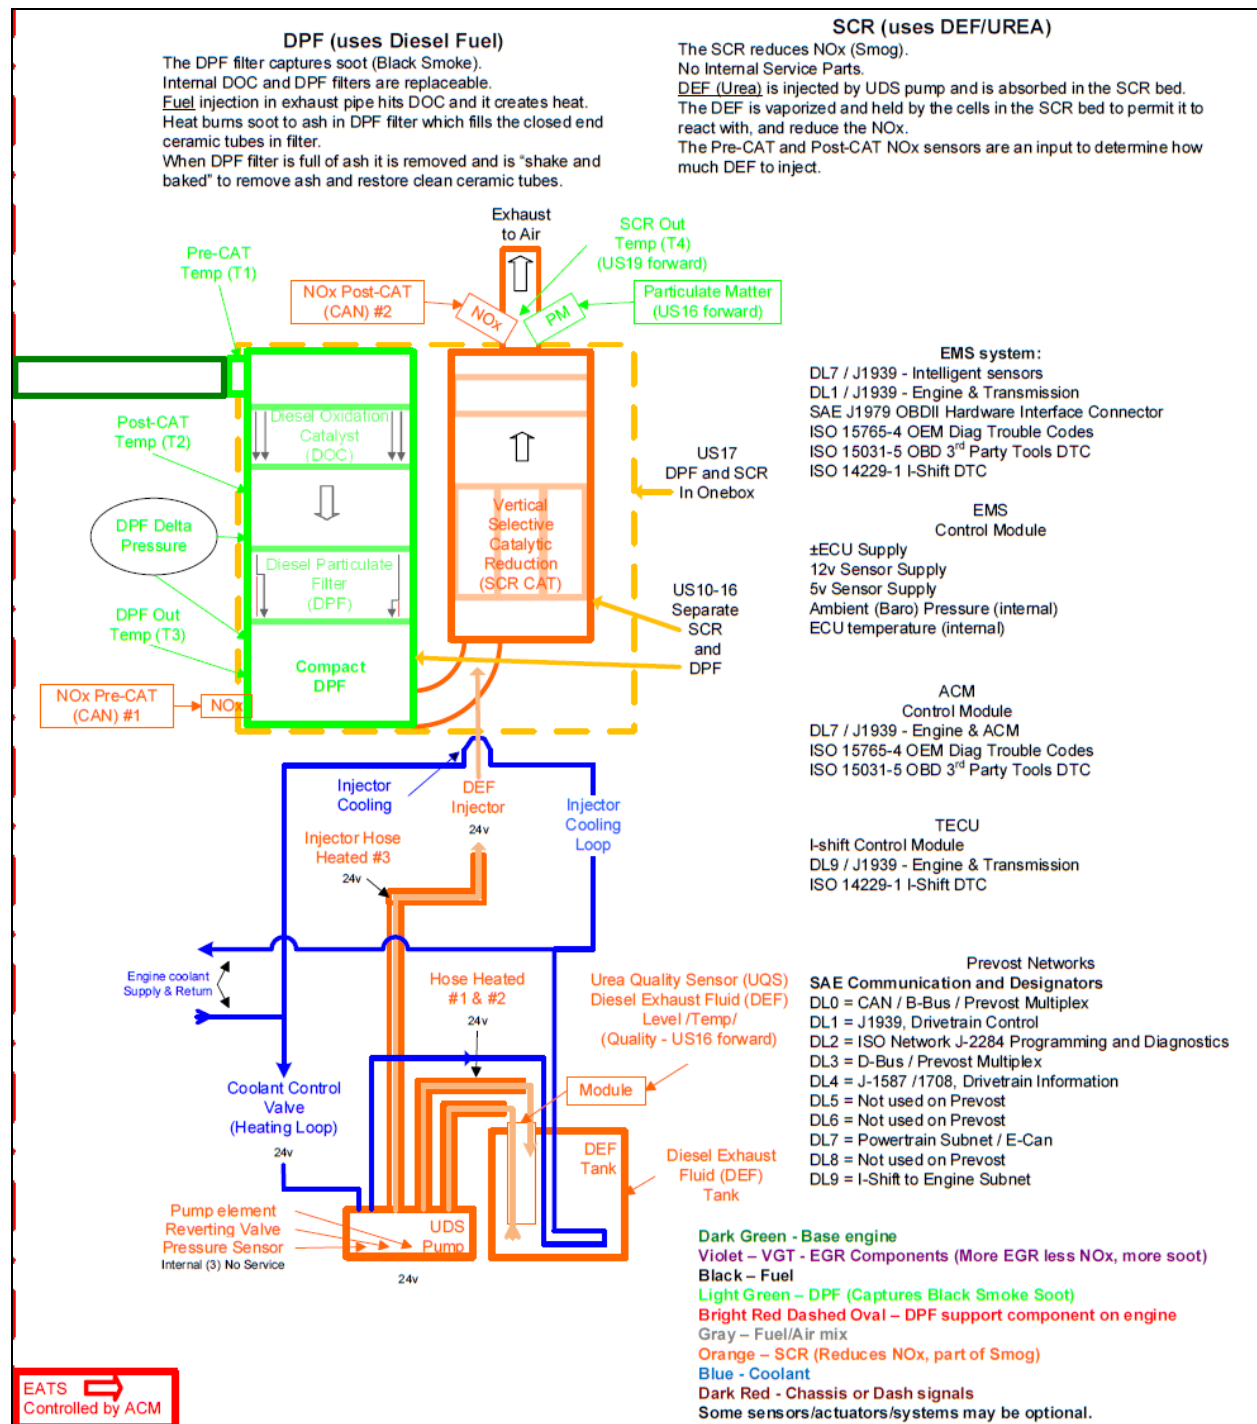 DPF (uses Diesel Fuel)
The DPF filter captures soot (Black Smoke).
Internal DOC and DPF filters are replaceable.
Fuel injection in exhaust pipe hits DOC and it creates heat.
Heat burns soot to ash in DPF filter which fills the closed end
ceramic tubes in filter.
When DPF filter is full of ash it is removed and is “shake and
baked” to remove ash and restore clean ceramic tubes.
SCR (uses DEF/UREA)
The SCR reduces NOx (Smog).
No Internal Service Parts.
DEF (Urea) is injected by UDS pump and is absorbed in the SCR bed.
The DEF is vaporized and held by the cells in the SCR bed to permit it to
react with, and reduce the NOx.
The Pre-CAT and Post-CAT NOx sensors are an input to determine how
much DEF to inject.
Exhaust
to Air
SCR Out
Temp (T4)
(US19 forward)
Pre-CAT
Temp (T1)
NOx Post-CAT
(CAN) #2
NOx
PM
Particulate Matter
(US16 forward)
Diesel Oxidation
Catalyst
(DOC)
Post-CAT
Temp (T2)
DPF Delta
Pressure
Diesel Particulate
Filter
(DPF)
DPF Out
Temp (T3)
Compact
DPF
NOx Pre-CAT
(CAN) #1
NOx
Vertical
Selective
Catalytic
Reduction
(SCR CAT)
US17
DPF and SCR
In Onebox
US10-16
Separate
SCR
and
DPF
Injector
Cooling
DEF
Injector
24v
Injector
Cooling
Loop
Injector Hose
Heated #3
24v
Engine coolant
Supply & Return
Hose Heated
#1 & #2
24v
Urea Quality Sensor (UQS)
Diesel Exhaust Fluid (DEF)
Level /Temp/
(Quality - US16 forward)
Module
Coolant Control
Valve
(Heating Loop)
24v
DEF
Tank
Diesel Exhaust
Fluid (DEF)
Tank
Pump element
Reverting Valve
Pressure Sensor
Internal (3) No Service
UDS
Pump
24v
EMS system:
DL7 / J1939 - Intelligent sensors
DL1 / J1939 - Engine & Transmission
SAE J1979 OBDII Hardware Interface Connector
ISO 15765-4 OEM Diag Trouble Codes
ISO 15031-5 OBD 3rd Party Tools DTC
ISO 14229-1 I-Shift DTC
EMS
Control Module
±ECU Supply
12v Sensor Supply
5v Sensor Supply
Ambient (Baro) Pressure (internal)
ECU temperature (internal)
ACM
Control Module
DL7 / J1939 - Engine & ACM
ISO 15765-4 OEM Diag Trouble Codes
ISO 15031-5 OBD 3rd Party Tools DTC
TECU
I-shift Control Module
DL9 / J1939 - Engine & Transmission
ISO 14229-1 I-Shift DTC
Prevost Networks
SAE Communication and Designators
DL0 = CAN / B-Bus / Prevost Multiplex
DL1 = J1939, Drivetrain Control
DL2 = ISO Network J-2284 Programming and Diagnostics
DL3 = D-Bus / Prevost Multiplex
DL4 = J-1587 /1708, Drivetrain Information
DL5 = Not used on Prevost
DL6 = Not used on Prevost
DL7 = Powertrain Subnet / E-Can
DL8 = Not used on Prevost
DL9 = I-Shift to Engine Subnet
Dark Green - Base engine
Violet – VGT - EGR Components (More EGR less NOx, more soot)
Black – Fuel
Light Green – DPF (Captures Black Smoke Soot)
Bright Red Dashed Oval – DPF support component on engine
Gray – Fuel/Air mix
Orange – SCR (Reduces NOx, part of Smog)
Blue - Coolant
Dark Red - Chassis or Dash signals
Some sensors/actuators/systems may be optional.
EATS
Controlled by ACM